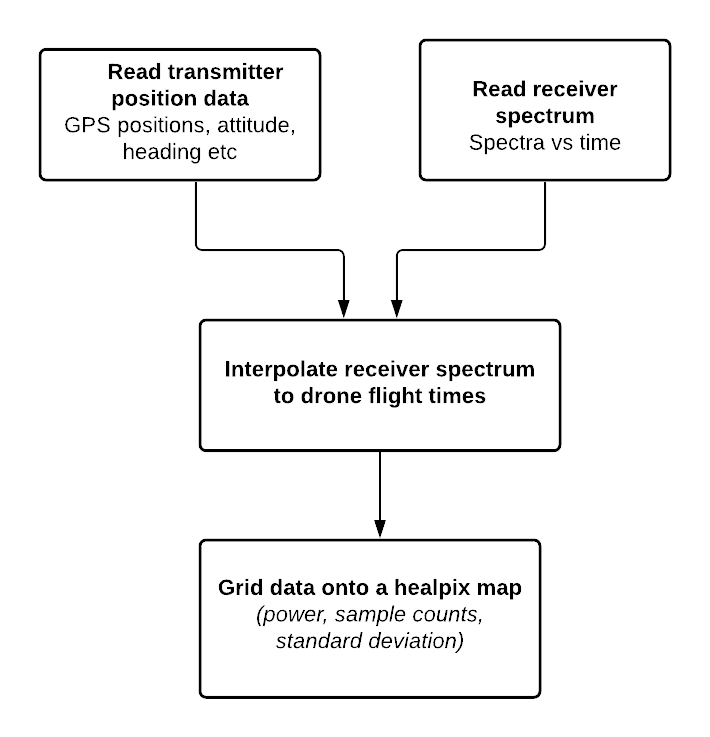 Read transmitter
position data
GPS positions, attitude,
heading etc
Read receiver
spectrum
Spectra vs time
Interpolate receiver spectrum
to drone flight times
Grid data onto a healpix map
(power, sample counts,
standard deviation)